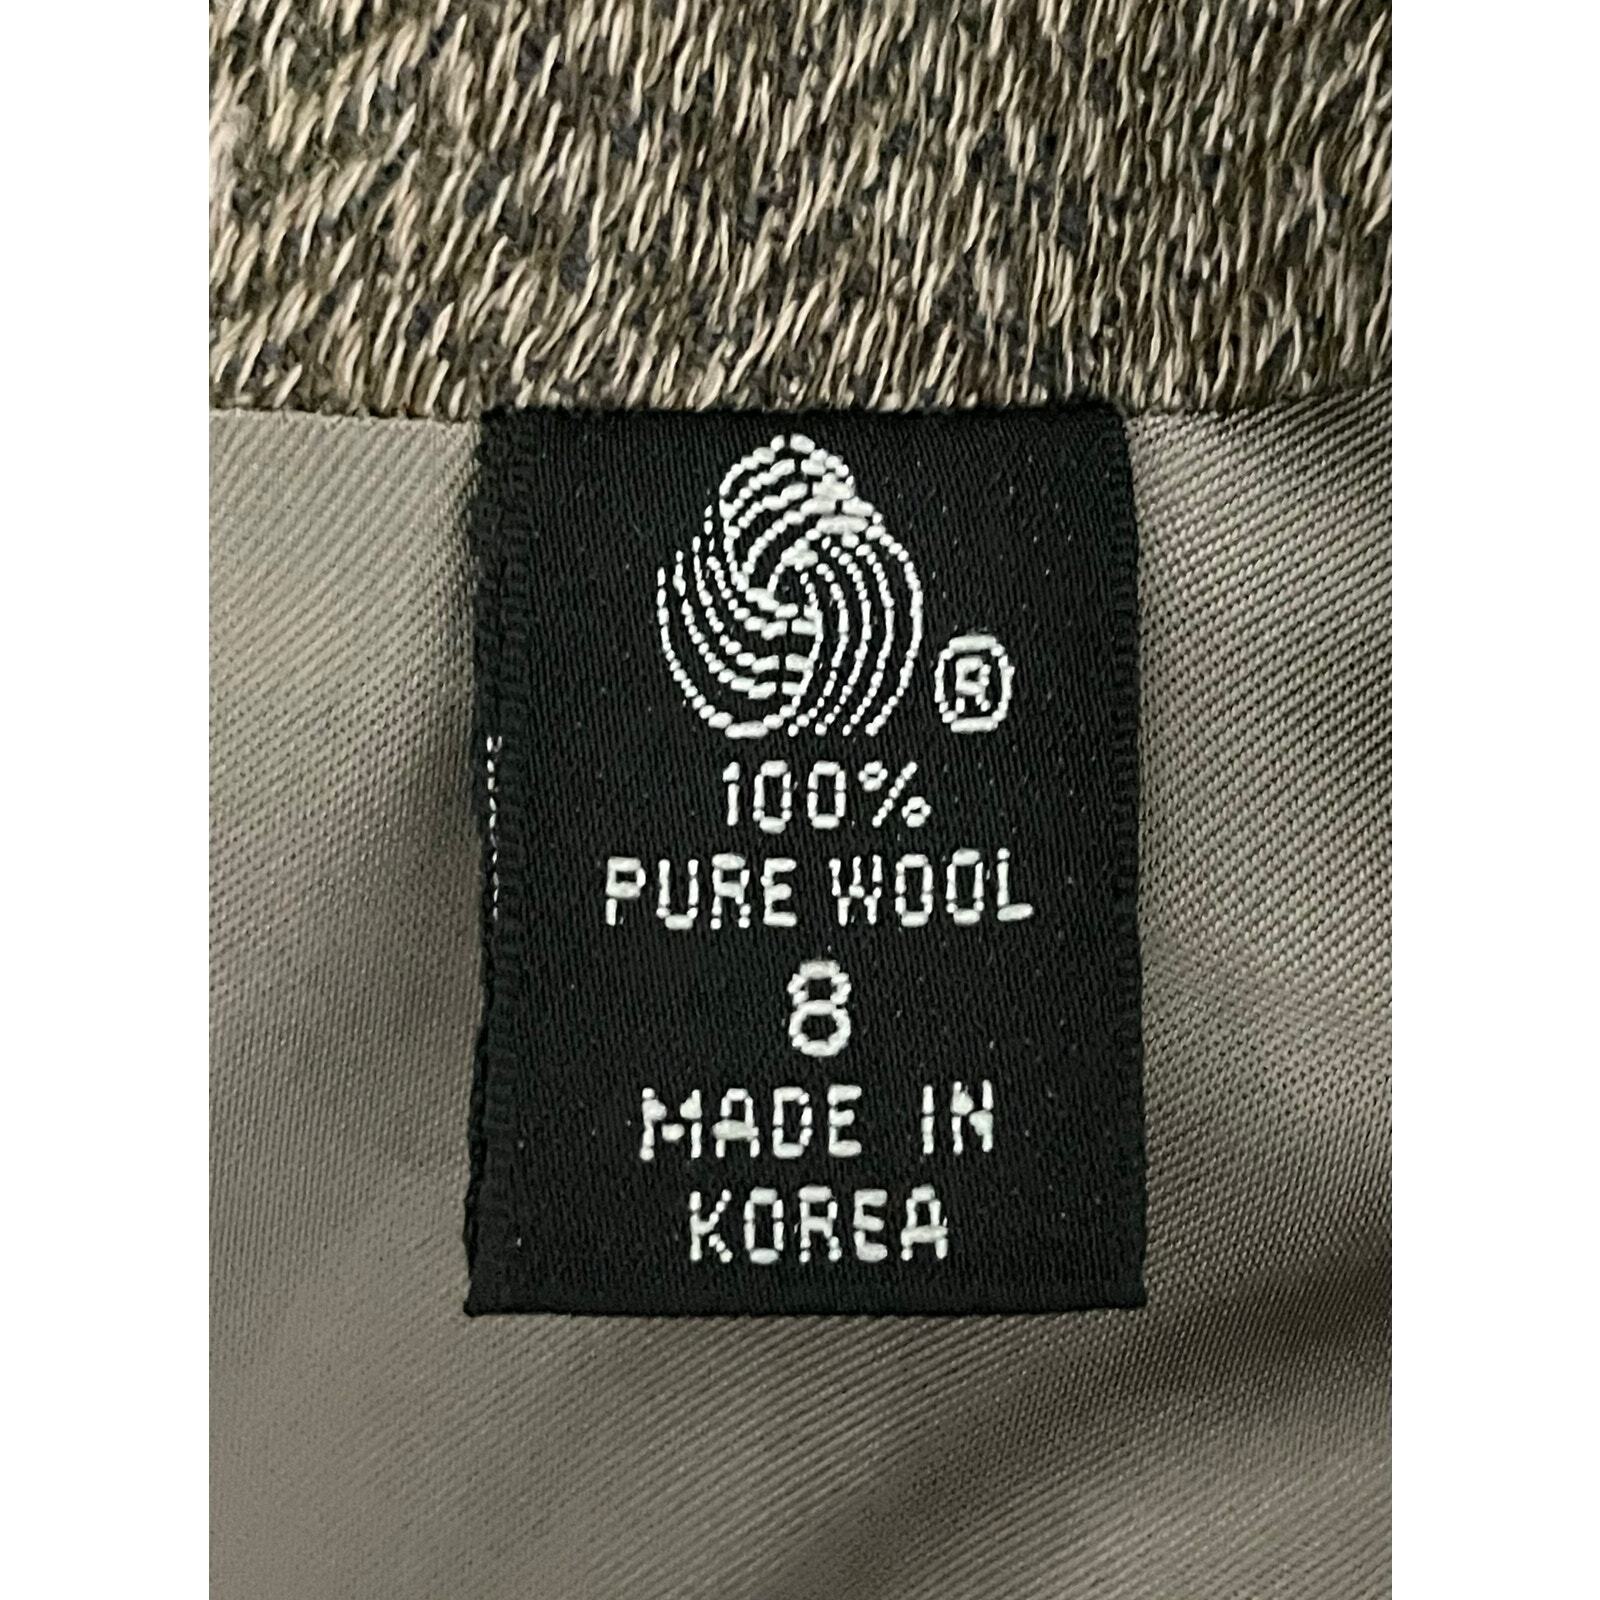 ®
100%
PURE WOOL
8
MADE IN
KOREA